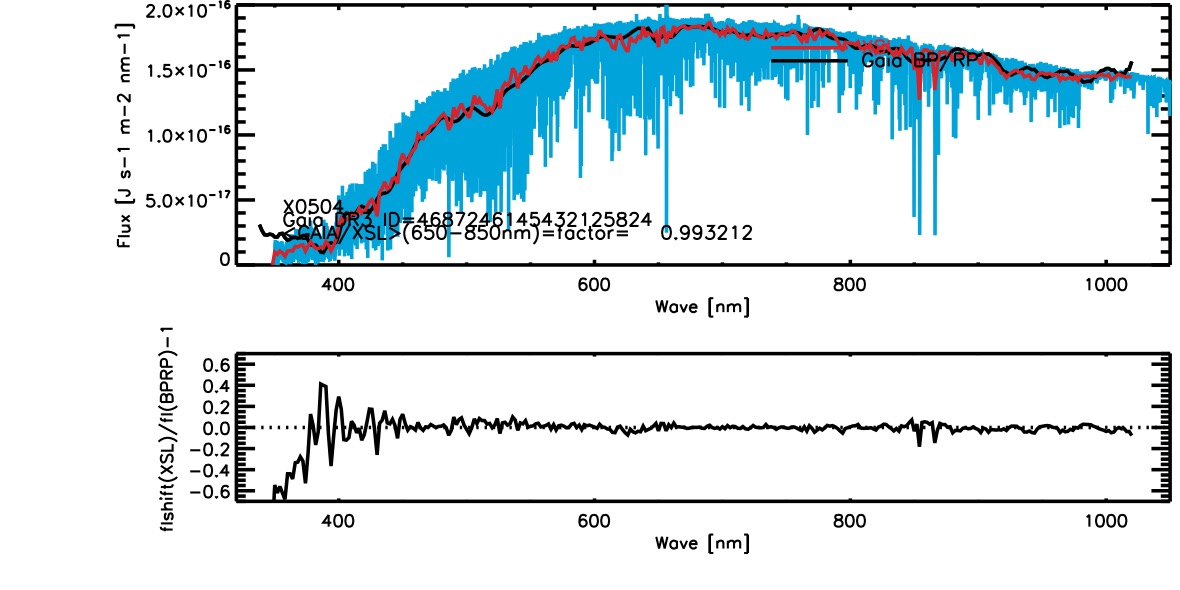 2.0×10−16
1.5×10−16
1.0×10−16
5.0×10−17
0
Flux [J s−1 m−2 nm−1]
Gaia BP/RP
X0504
Gaia DR3 ID=4687246145432125824
<GAIA/XSL>(650−850nm)=factor= 0.993212
400 600 800 1000
Wave [nm]
0.6
0.4
0.2
0.0
−0.2
−0.4
−0.6
flshift(XSL)/fl(BPRP)−1
400 600 800 1000
Wave [nm]